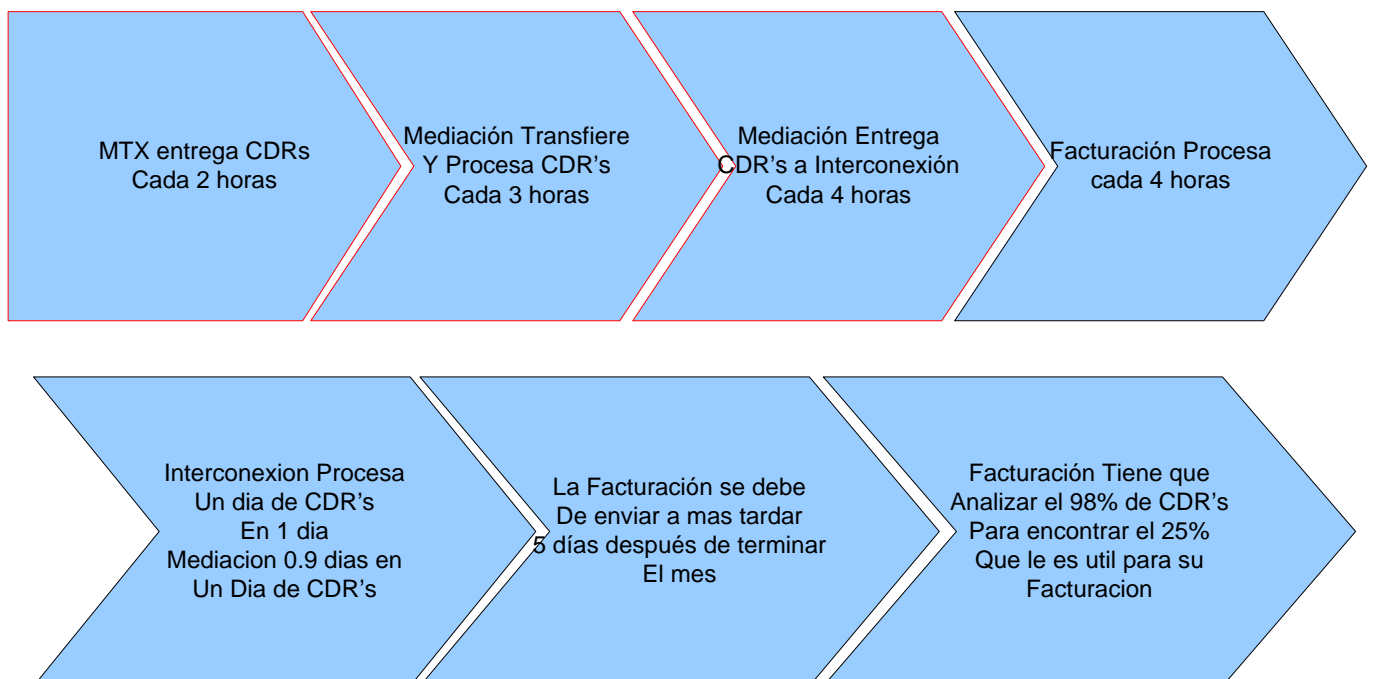 MTX entrega CDRs
Cada 2 horas
Mediación Transfiere
Y Procesa CDR's
Cada 3 horas
Mediación Entrega
CDR's a Interconexión
Cada 4 horas
Facturación Procesa
cada 4 horas
Interconexion Procesa
Un dia de CDR's
En 1 dia
Mediacion 0.9 dias en
Un Dia de CDR's
La Facturación se debe
De enviar a mas tardar
5 días después de terminar
El mes
Facturación Tiene que
Analizar el 98% de CDR's
Para encontrar el 25%
Que le es util para su
Facturacion